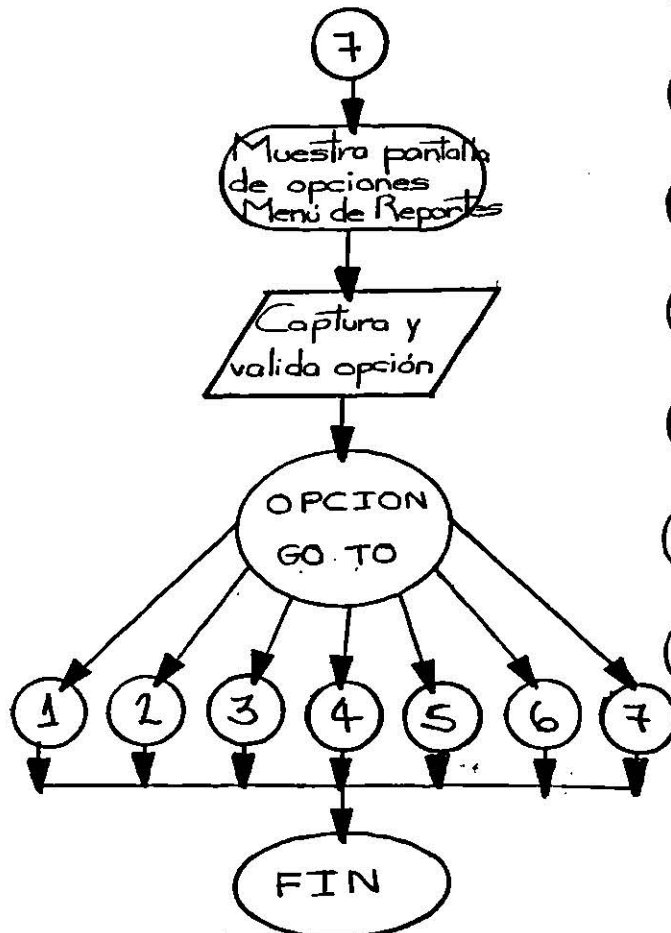 7
Muestra pantalla
de opciones
Menú de Reportes
Captura y
valida opción
OPCION
GO TO
1 2 3 4 5 6 7
FIN